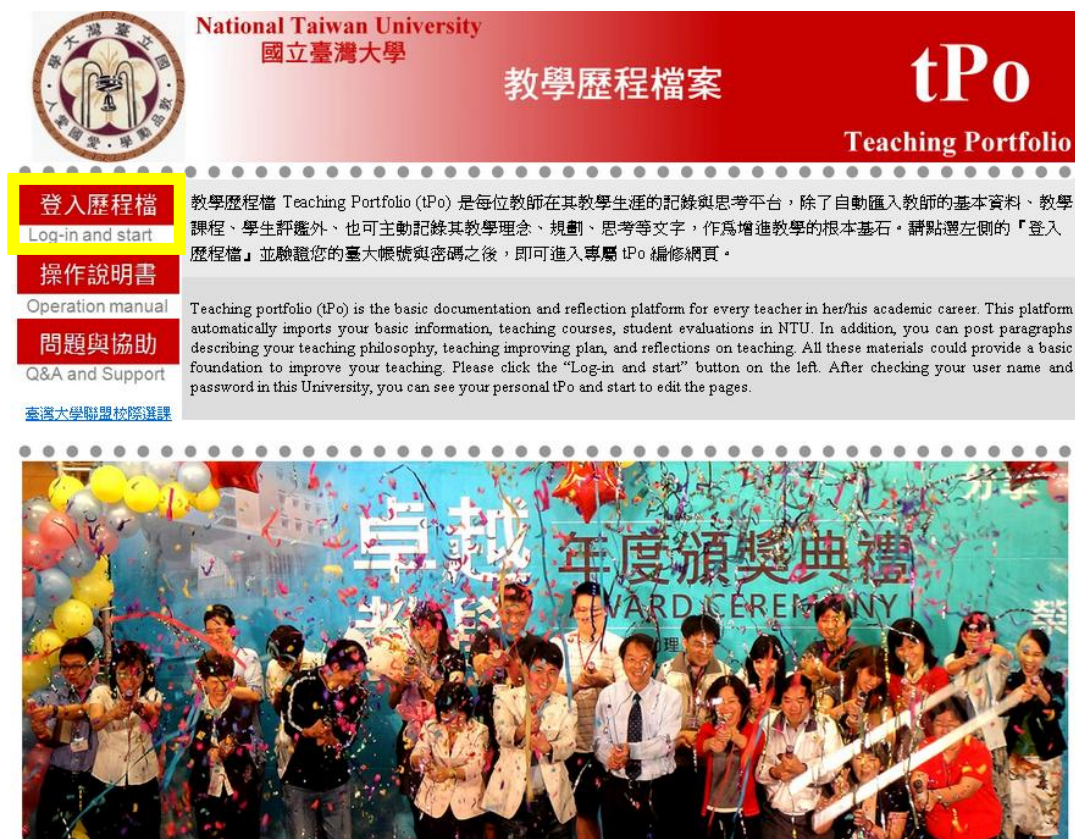 National Taiwan University
國立臺灣大學
教學歷程檔案
tPo
Teaching Portfolio
登入歷程檔
Log-in and start
操作說明書
Operation manual
問題與協助
Q&A and Support
臺灣大學聯盟校際選課
教學歷程檔 Teaching Portfolio (tPo) 是每位教師在其教學生涯的記錄與思考平台，除了自動匯入教師的基本資料、教學
課程、學生評鑑外、也可主動記錄其教學理念、規劃、思考等文字，作為增進教學的根本基石。請點選左側的『登入
歷程檔』並驗證您的臺大帳號與密碼之後，即可進入專屬 tPo 編修網頁。
Teaching portfolio (tPo) is the basic documentation and reflection platform for every teacher in her/his academic career. This platform
automatically imports your basic information, teaching courses, student evaluations in NTU. In addition, you can post paragraphs
describing your teaching philosophy, teaching improving plan, and reflections on teaching. All these materials could provide a basic
foundation to improve your teaching. Please click the “Log-in and start” button on the left. After checking your user name and
password in this University, you can see your personal tPo and start to edit the pages.
卓越
年度頒獎典禮
AWARD CEREMONY